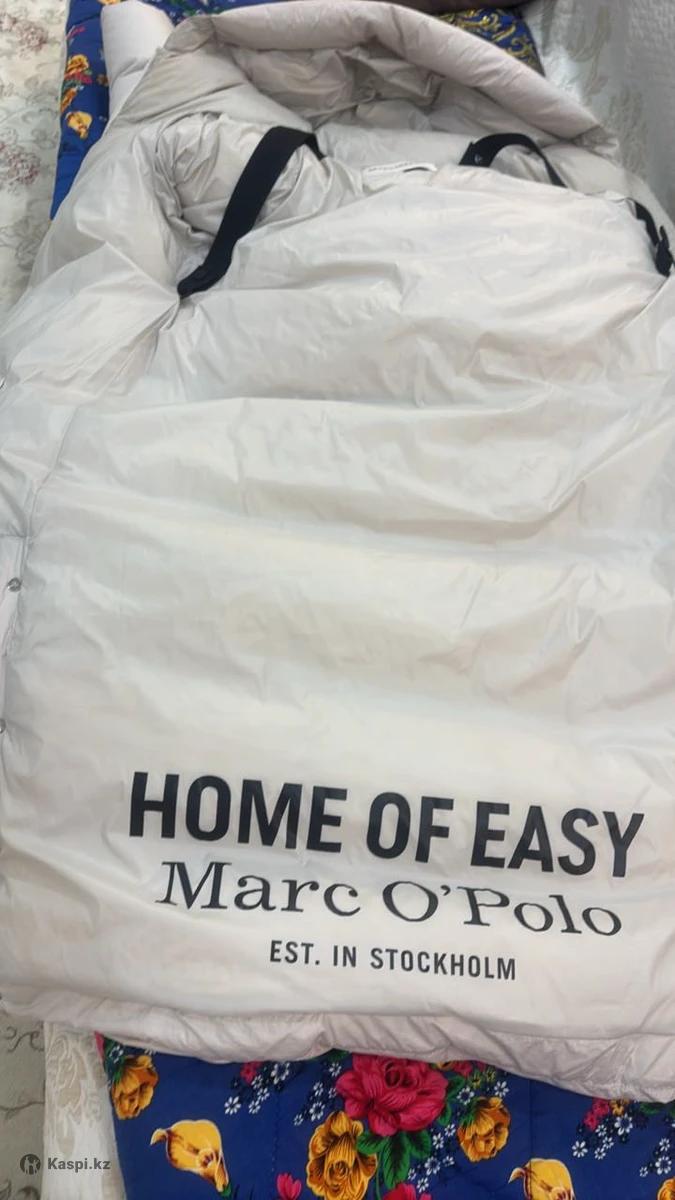 HOME OF EASY
Marc O'Polo
EST. IN STOCKHOLM
Kaspi.kz